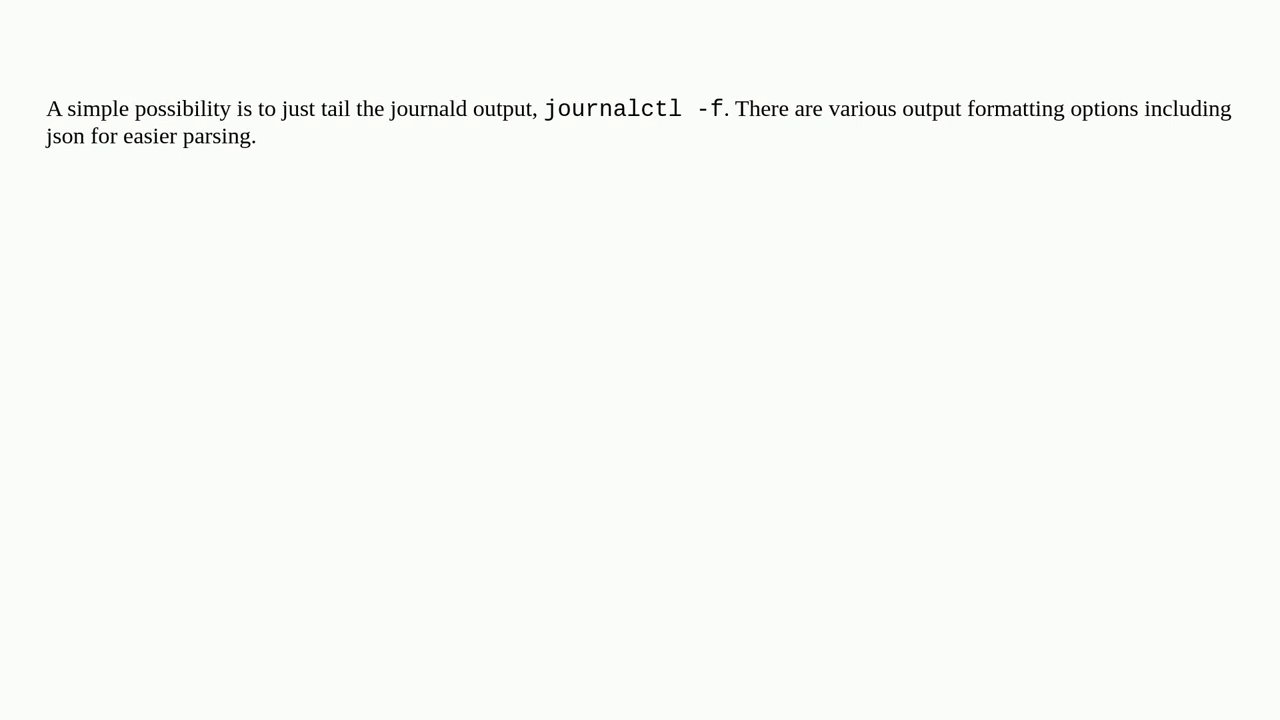 A simple possibility is to just tail the journald output, journalctl -f. There are various output formatting options including
json for easier parsing.